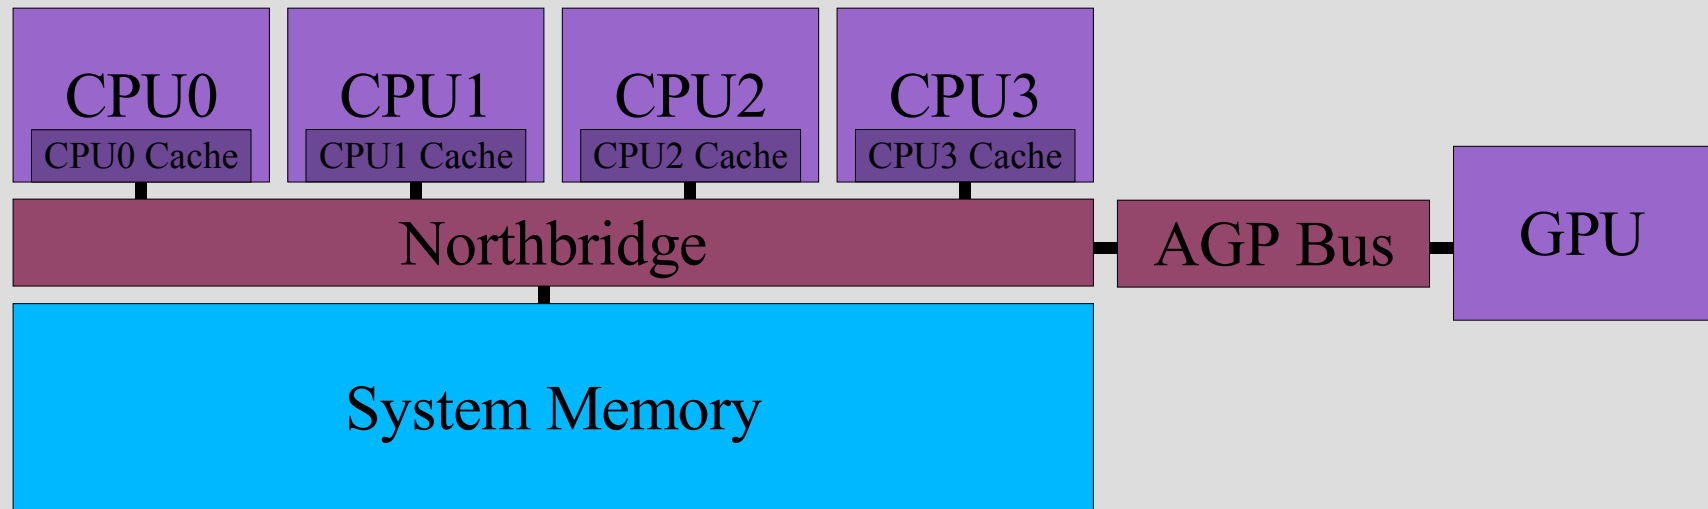 CPU0
CPU1
CPU2
CPU3
CPU0 Cache
CPU1 Cache
CPU2 Cache
CPU3 Cache
Northbridge
AGP Bus
GPU
System Memory